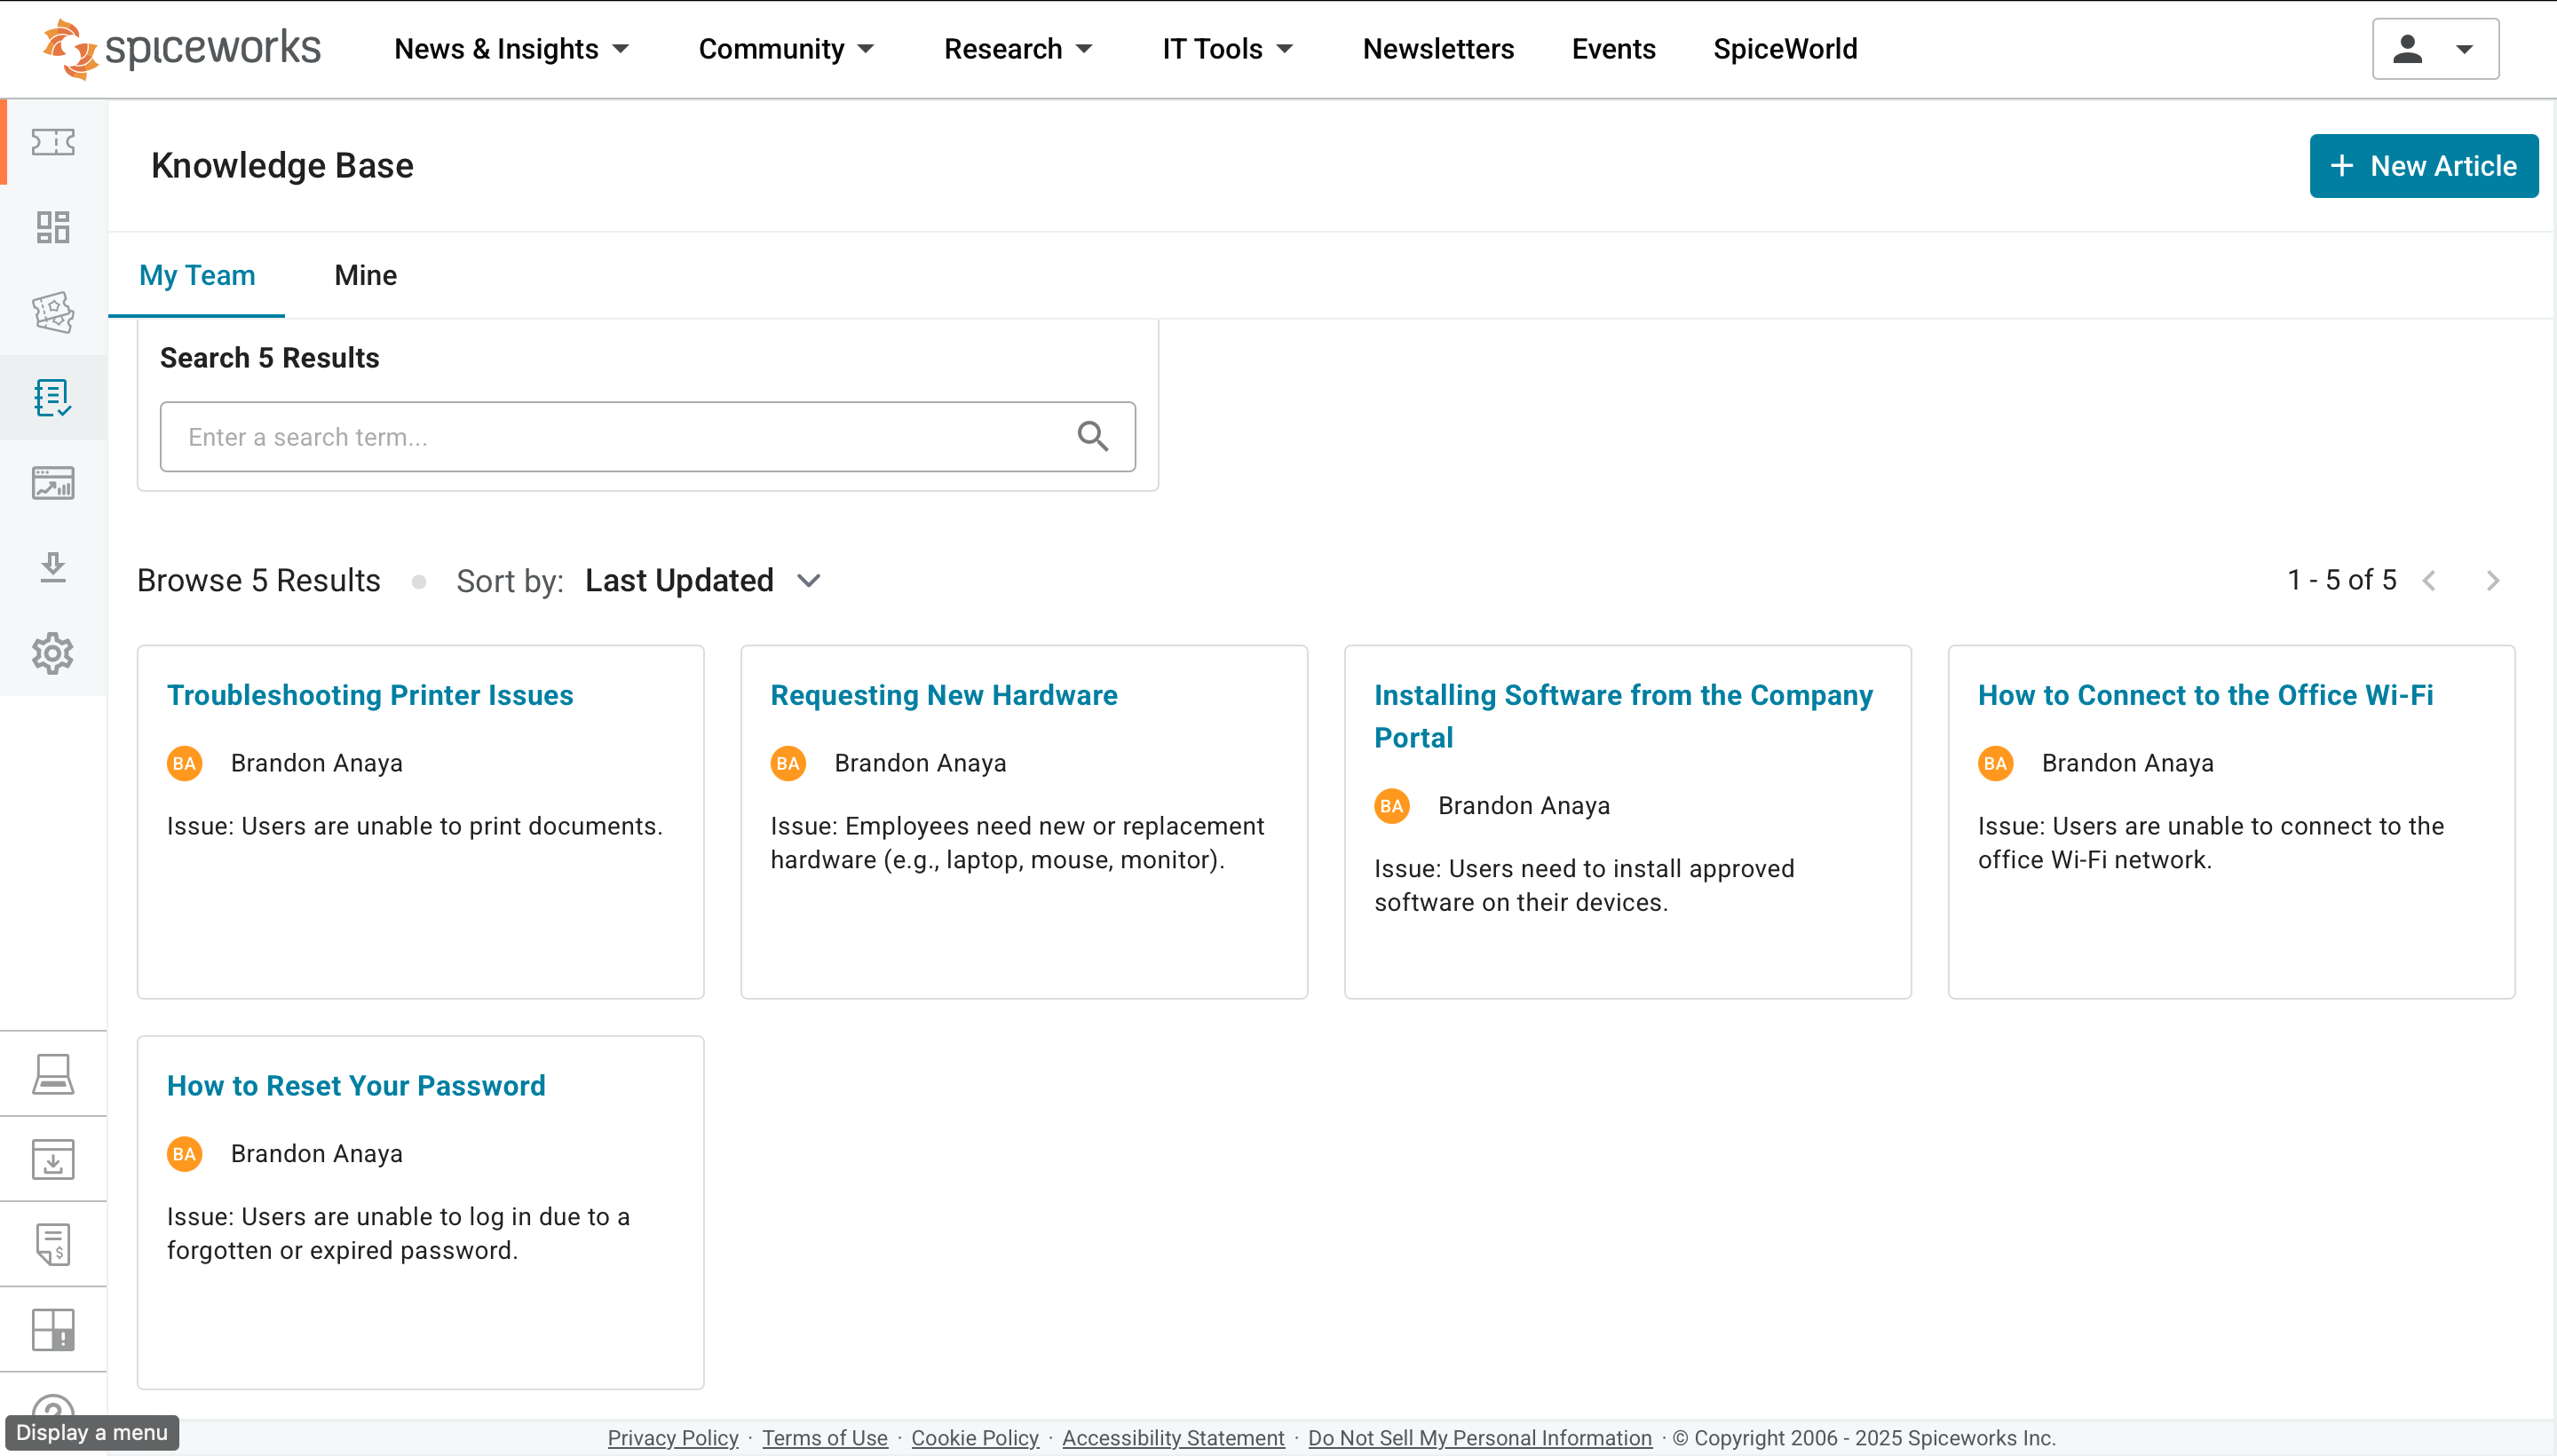 spiceworks
News & Insights
Community
Research
IT Tools
Newsletters
Events
SpiceWorld
Knowledge Base
+ New Article
My Team
Mine
Search 5 Results
Enter a search term...
Browse 5 Results
Sort by: Last Updated
1 - 5 of 5
Troubleshooting Printer Issues
BA Brandon Anaya
Issue: Users are unable to print documents.
Requesting New Hardware
BA Brandon Anaya
Issue: Employees need new or replacement
hardware (e.g., laptop, mouse, monitor).
Installing Software from the Company
Portal
BA Brandon Anaya
Issue: Users need to install approved
software on their devices.
How to Connect to the Office Wi-Fi
BA Brandon Anaya
Issue: Users are unable to connect to the
office Wi-Fi network.
How to Reset Your Password
BA Brandon Anaya
Issue: Users are unable to log in due to a
forgotten or expired password.
Display a menu
Privacy Policy · Terms of Use · Cookie Policy · Accessibility Statement · Do Not Sell My Personal Information · © Copyright 2006 - 2025 Spiceworks Inc.